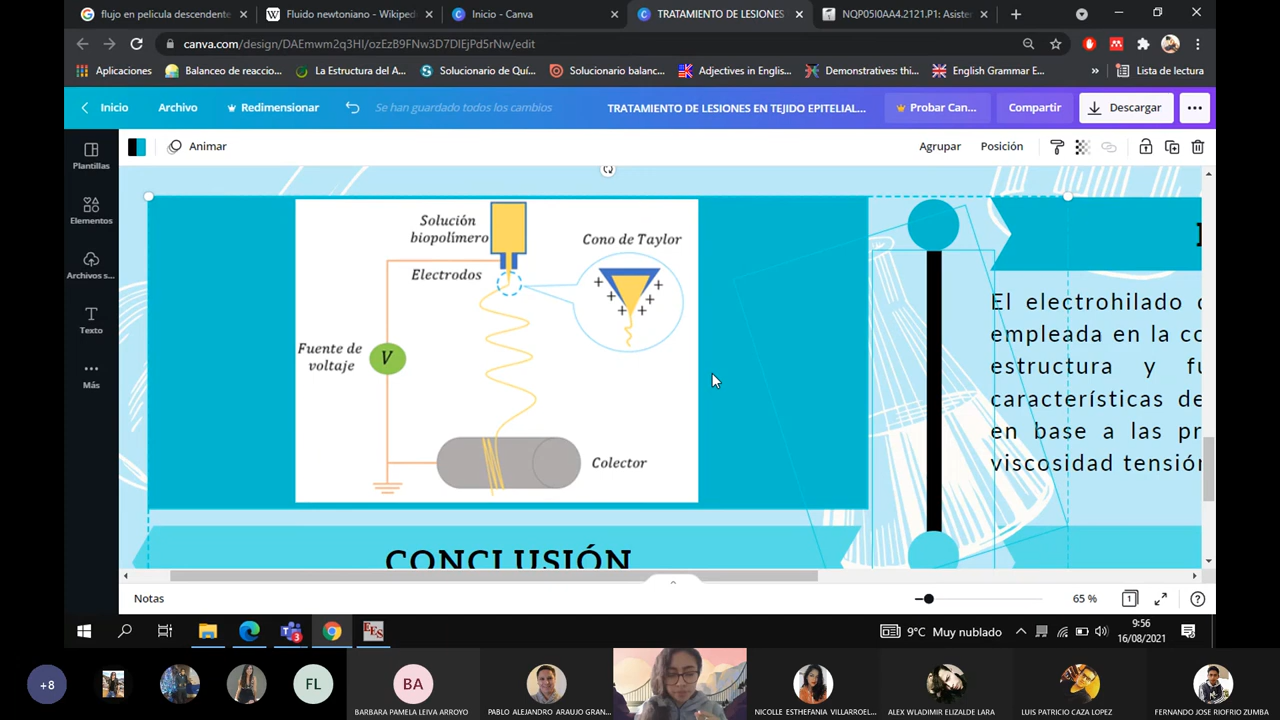 flujo en pelicula descendente
Fluido newtoniano - Wikiped
Inicio - Canva
TRATAMIENTO DE LESIONES
NQP05I0AA4.2121.P1: Asiste
canva.com/design/DAEmwm2q3HI/ozEzB9FNw3D7DIEjPd5rNw/edit
Aplicaciones
Balanceo de reaccio...
La Estructura del A...
Solucionario de Quí...
Solucionario balanc...
Adjectives in Englis...
Demonstratives: thi...
English Grammar E...
»
Lista de lectura
Inicio
Archivo
Redimensionar
Se han guardado todos los cambios
TRATAMIENTO DE LESIONES EN TEJIDO EPITELIAL...
Probar Can...
Compartir
Descargar
Plantillas
Elementos
Archivos s...
Texto
Más
Animar
Agrupar
Posición
Solución
biopolímero
Electrodos
Cono de Taylor
+ + + + + +
Fuente de
voltaje
V
Colector
El electrohilado
empleada en la co
estructura y fu
características de
en base a las pr
viscosidad tensión
CONCLUSIÓN
Notas
65 %
1
?
3
EES
9°C Muy nublado
9:56
16/08/2021
+8
FL
BA
BARBARA PAMELA LEIVA ARROYO
PABLO ALEJANDRO ARAUJO GRAN...
NICOLLE ESTHEFANIA VILLARROEL...
ALEX WLADIMIR ELIZALDE LARA
LUIS PATRICIO CAZA LOPEZ
FERNANDO JOSE RIOFRIO ZUMBA